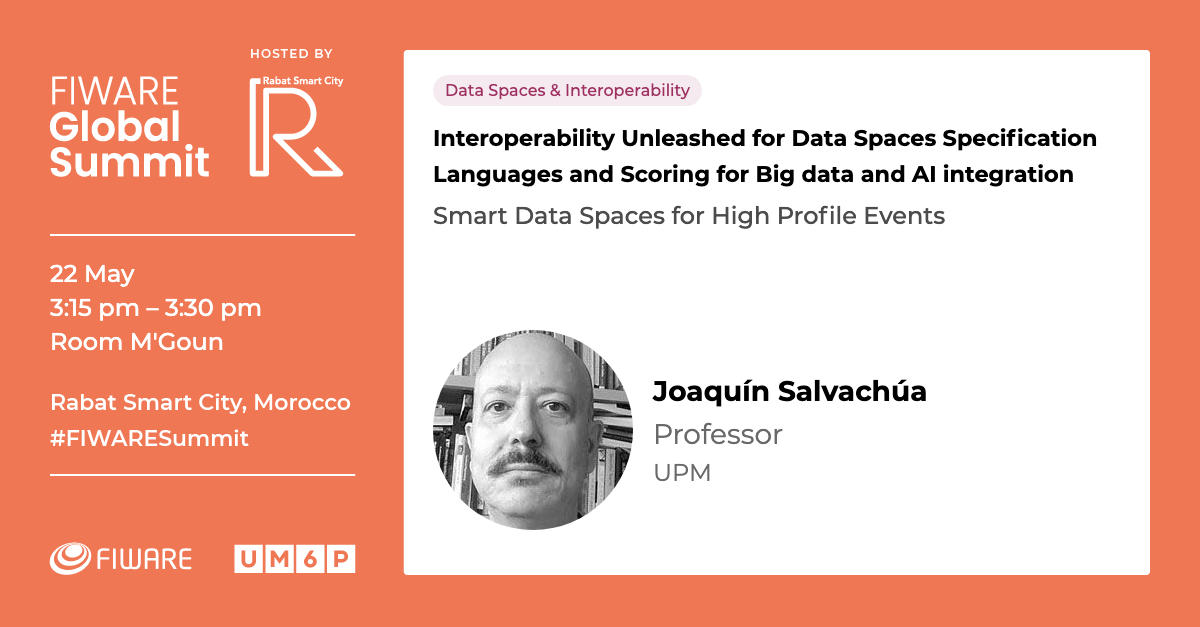 FIWARE
Global
Summit
HOSTED BY
Rabat Smart City
R
22 May
3:15 pm – 3:30 pm
Room M'Goun
Rabat Smart City, Morocco
#FIWARESummit
FIWARE
UM6P
Data Spaces & Interoperability
Interoperability Unleashed for Data Spaces Specification
Languages and Scoring for Big data and AI integration
Smart Data Spaces for High Profile Events
Joaquín Salvachúa
Professor
UPM